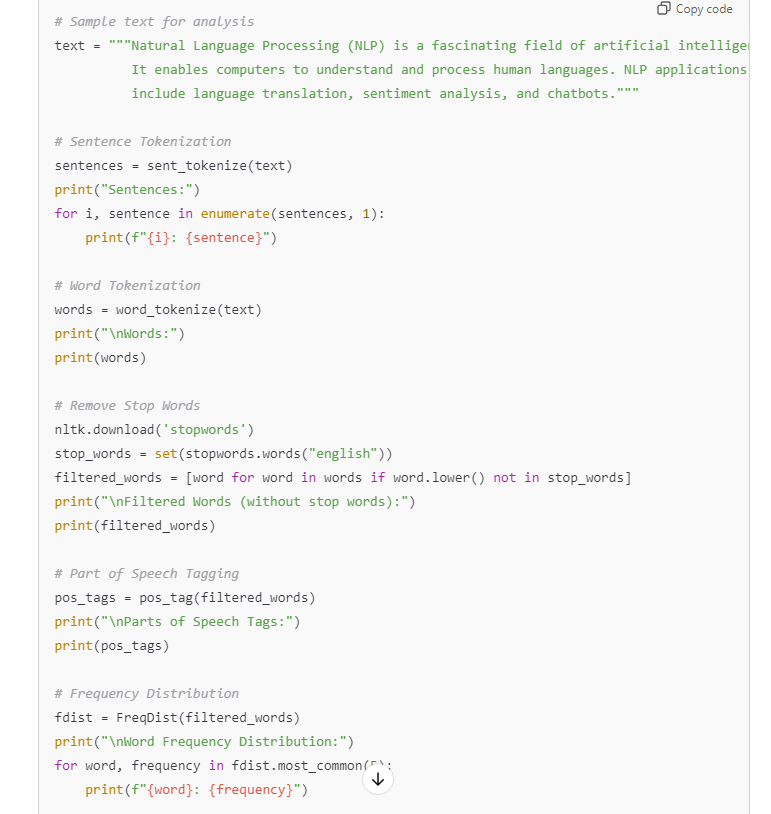 Copy code
# Sample text for analysis
text = """Natural Language Processing (NLP) is a fascinating field of artificial
It enables computers to understand and process human languages. NLP applications
include language translation, sentiment analysis, and chatbots."""
# Sentence Tokenization
sentences = sent_tokenize(text)
print("Sentences:")
for i, sentence in enumerate(sentences, 1):
print(f"{i}: {sentence}")
# Word Tokenization
words = word_tokenize(text)
print("\nWords:")
print(words)
# Remove Stop Words
nltk.download('stopwords')
stop_words = set(stopwords.words("english"))
filtered_words = [word for word in words if word.lower() not in stop_words]
print("\nFiltered Words (without stop words):")
print(filtered_words)
# Part of Speech Tagging
pos_tags = pos_tag(filtered_words)
print("\nParts of Speech Tags:")
print(pos_tags)
# Frequency Distribution
fdist = FreqDist(filtered_words)
print("\nWord Frequency Distribution:")
for word, frequency in fdist.most_common(
print(f"{word}: {frequency}")